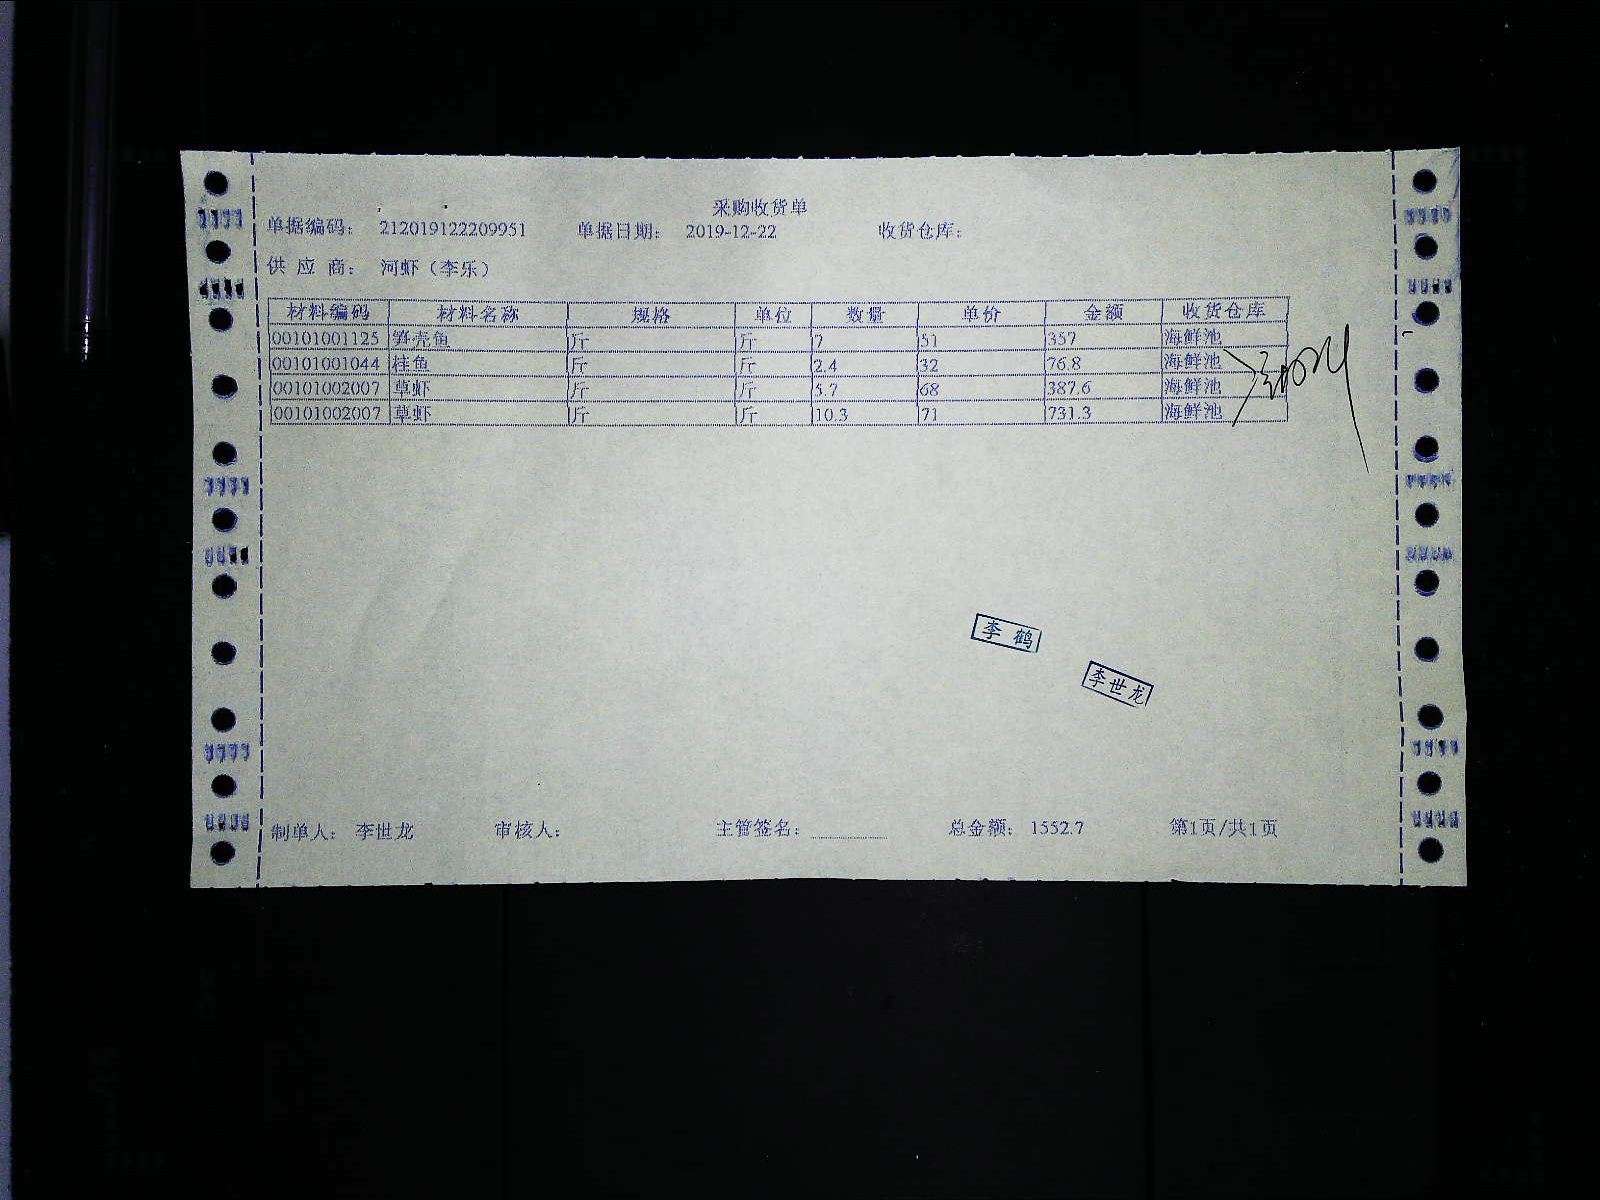 采购收货单
单据编码： 212019122209951 单据日期： 2019-12-22 收货仓库：
供 应 商： 河虾（李乐）
材料编码 材料名称 规格 单位 数量 单价 金额 收货仓库
00101001125 笋壳鱼 斤 斤 7 51 357 海鲜池
00101001044 桂鱼 斤 斤 2.4 32 76.8 海鲜池
00101002007 草虾 斤 斤 5.7 68 387.6 海鲜池
00101002007 草虾 斤 斤 10.3 71 731.3 海鲜池
李 鹤
李世龙
制单人： 李世龙 审核人： 主管签名： 总金额： 1552.7 第1页/共1页